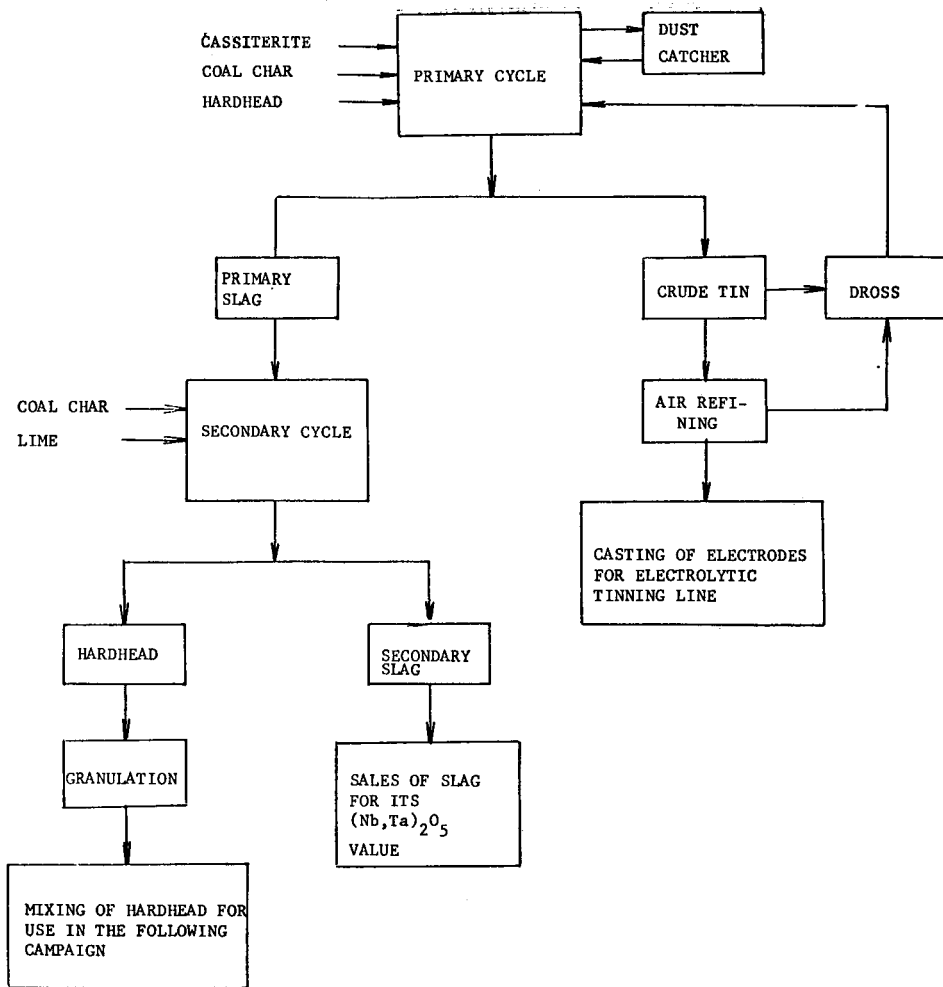 CASSITERITE
COAL CHAR
HARDHEAD
PRIMARY CYCLE
DUST
CATCHER
PRIMARY
SLAG
CRUDE TIN
DROSS
COAL CHAR
LIME
SECONDARY CYCLE
AIR REFI-
NING
CASTING OF ELECTRODES
FOR ELECTROLYTIC
TINNING LINE
HARDHEAD
SECONDARY
SLAG
GRANULATION
SALES OF SLAG
FOR ITS
(Nb,Ta)₂O₅
VALUE
MIXING OF HARDHEAD FOR
USE IN THE FOLLOWING
CAMPAIGN